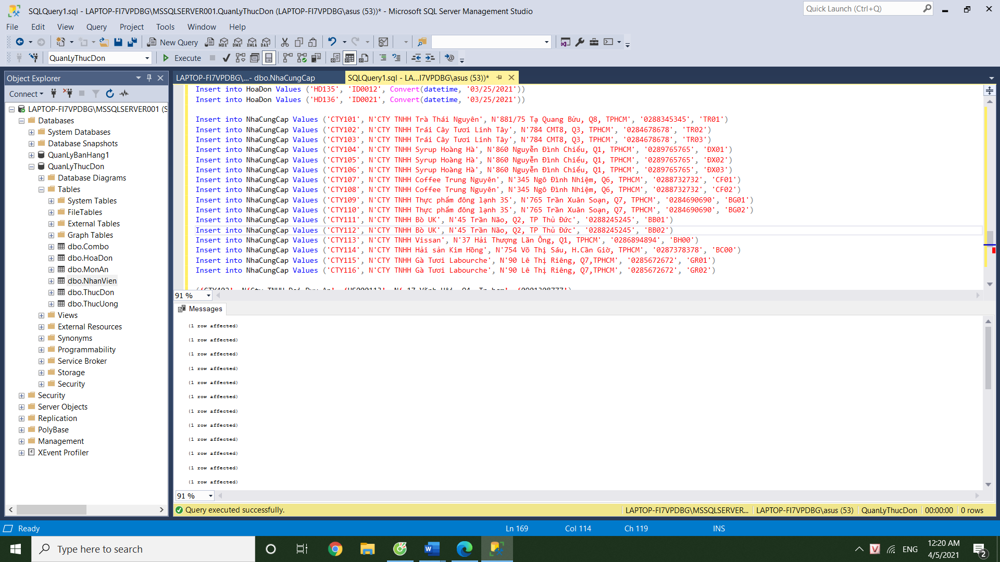 SQLQuery1.sql - LAPTOP-FI7VPDBG\MSSQLSERVER001.QuanLyThucDon (LAPTOP-FI7VPDBG\asus (53))* - Microsoft SQL Server Management Studio
Quick Launch (Ctrl+Q)
File Edit View Query Project Tools Window Help
New Query
MDX DMX XMLA DAX
QuanLyThucDon
Execute
Object Explorer
LAPTOP-FI7VPDBG\...- dbo.NhaCungCap
SQLQuery1.sql - LA...I7VPDBG\asus (53))*
Connect
LAPTOP-FI7VPDBG\MSSQLSERVER001 (S
Databases
System Databases
Database Snapshots
QuanLyBanHang1
QuanLyThucDon
Database Diagrams
Tables
System Tables
FileTables
External Tables
Graph Tables
dbo.Combo
dbo.HoaDon
dbo.MonAn
dbo.NhanVien
dbo.ThucDon
dbo.ThucUong
Views
External Resources
Synonyms
Programmability
Service Broker
Storage
Security
Security
Server Objects
Replication
PolyBase
Management
XEvent Profiler
Insert into HoaDon Values ('HD135', 'ID0012', Convert(datetime, '03/25/2021'))
Insert into HoaDon Values ('HD136', 'ID0021', Convert(datetime, '03/25/2021'))
Insert into NhaCungCap Values ('CTY101', N'CTY TNHH Trà Thái Nguyên', N'881/75 Tạ Quang Bửu, Q8, TPHCM', '0288345345', 'TR01')
Insert into NhaCungCap Values ('CTY102', N'CTY TNHH Trái Cây Tươi Linh Tây', N'784 CMT8, Q3, TPHCM', '0284678678', 'TR02')
Insert into NhaCungCap Values ('CTY103', N'CTY TNHH Trái Cây Tươi Linh Tây', N'784 CMT8, Q3, TPHCM', '0284678678', 'TR03')
Insert into NhaCungCap Values ('CTY104', N'CTY TNHH Syrup Hoàng Hà', N'860 Nguyễn Đình Chiểu, Q1, TPHCM', '0289765765', 'ĐX01')
Insert into NhaCungCap Values ('CTY105', N'CTY TNHH Syrup Hoàng Hà', N'860 Nguyễn Đình Chiểu, Q1, TPHCM', '0289765765', 'ĐX02')
Insert into NhaCungCap Values ('CTY106', N'CTY TNHH Syrup Hoàng Hà', N'860 Nguyễn Đình Chiểu, Q1, TPHCM', '0289765765', 'ĐX03')
Insert into NhaCungCap Values ('CTY107', N'CTY TNHH Coffee Trung Nguyên', N'345 Ngô Đình Nhiệm, Q6, TPHCM', '0288732732', 'CF01')
Insert into NhaCungCap Values ('CTY108', N'CTY TNHH Coffee Trung Nguyên', N'345 Ngô Đình Nhiệm, Q6, TPHCM', '0288732732', 'CF02')
Insert into NhaCungCap Values ('CTY109', N'CTY TNHH Thực phẩm đông lạnh 3S', N'765 Trần Xuân Soạn, Q7, TPHCM', '0284690690', 'BG01')
Insert into NhaCungCap Values ('CTY110', N'CTY TNHH Thực phẩm đông lạnh 3S', N'765 Trần Xuân Soạn, Q7, TPHCM', '0284690690', 'BG02')
Insert into NhaCungCap Values ('CTY111', N'CTY TNHH Bò UK', N'45 Trần Não, Q2, TP Thủ Đức', '0288245245', 'BB01')
Insert into NhaCungCap Values ('CTY112', N'CTY TNHH Bò UK', N'45 Trần Não, Q2, TP Thủ Đức', '0288245245', 'BB02')
Insert into NhaCungCap Values ('CTY113', N'CTY TNHH Vissan', N'37 Hải Thượng Lãn Ông, Q1, TPHCM', '0286894894', 'BH00')
Insert into NhaCungCap Values ('CTY114', N'CTY TNHH Hải sản Kim Hồng', N'754 Võ Thị Sáu, H.Cần Giờ, TPHCM', '0287378378', 'BC00')
Insert into NhaCungCap Values ('CTY115', N'CTY TNHH Gà Tươi Labourche', N'90 Lê Thị Riêng, Q7,TPHCM', '0285672672', 'GR01')
Insert into NhaCungCap Values ('CTY116', N'CTY TNHH Gà Tươi Labourche', N'90 Lê Thị Riêng, Q7,TPHCM', '0285672672', 'GR02')
91 %
Messages
(1 row affected)
(1 row affected)
(1 row affected)
(1 row affected)
(1 row affected)
(1 row affected)
(1 row affected)
(1 row affected)
(1 row affected)
(1 row affected)
(1 row affected)
(1 row affected)
91 %
Query executed successfully.
LAPTOP-FI7VPDBG\MSSQLSERVER... LAPTOP-FI7VPDBG\asus (53) QuanLyThucDon 00:00:00 0 rows
Ready
Ln 169 Col 114 Ch 119 INS
Type here to search
ENG
12:20 AM
4/5/2021
2